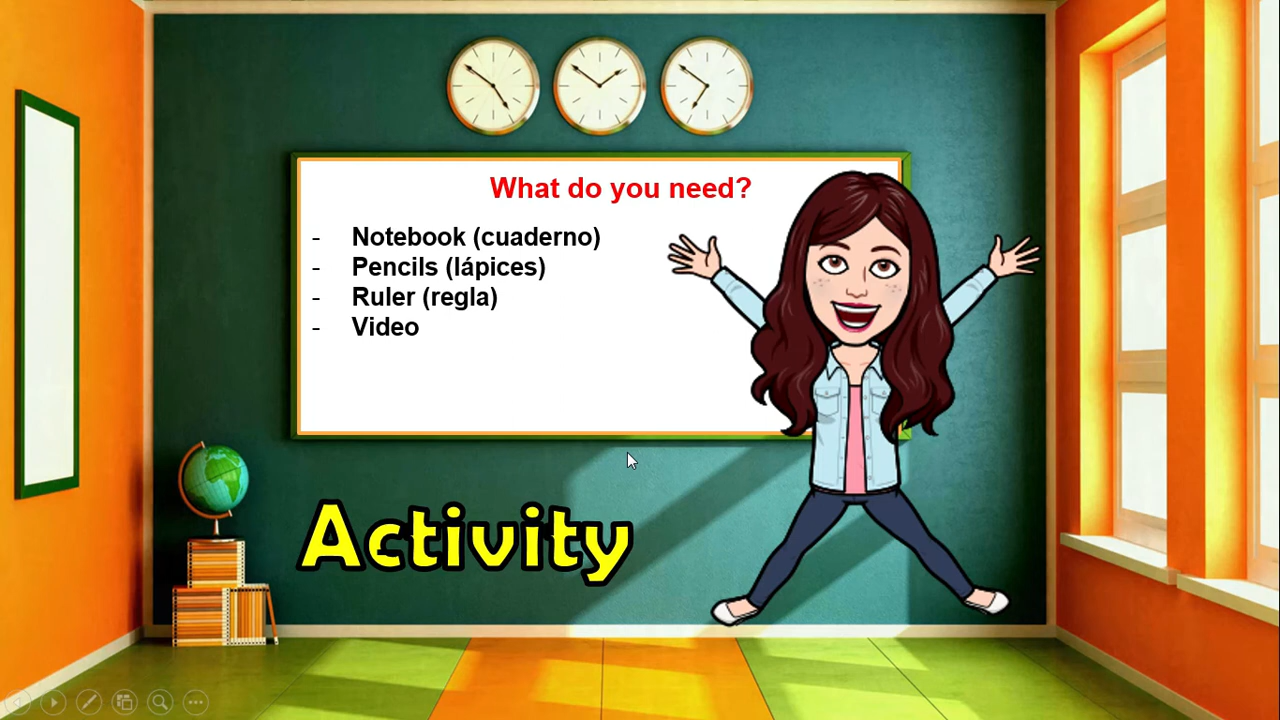 What do you need?
- Notebook (cuaderno)
- Pencils (lápices)
- Ruler (regla)
- Video
Activity